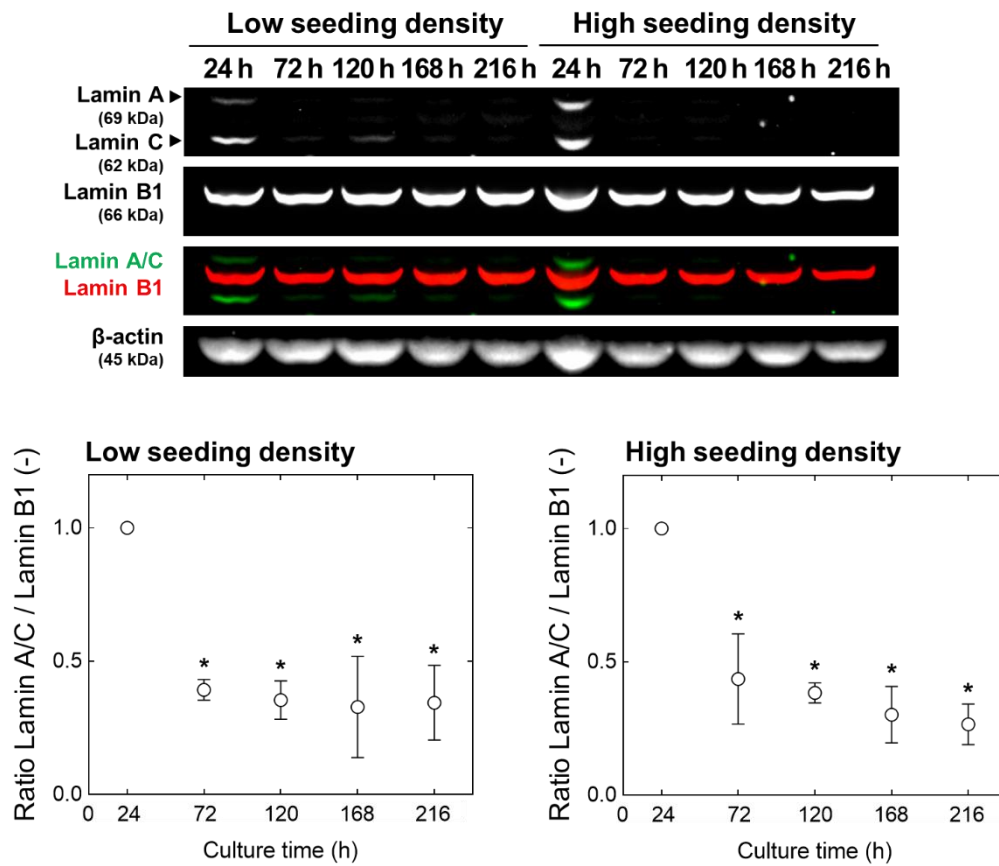 Low seeding density High seeding density
24 h 72 h 120 h 168 h 216 h 24 h 72 h 120 h 168 h 216 h
Lamin A
(69 kDa)
Lamin C
(62 kDa)
Lamin B1
(66 kDa)
Lamin A/C
Lamin B1
β-actin
(45 kDa)
Low seeding density
Ratio Lamin A/C / Lamin B1 (-)
1.0
*
*
*
*
0.5
0.0
0 24 72 120 168 216
Culture time (h)
High seeding density
Ratio Lamin A/C / Lamin B1 (-)
1.0
*
*
*
*
0.5
0.0
0 24 72 120 168 216
Culture time (h)